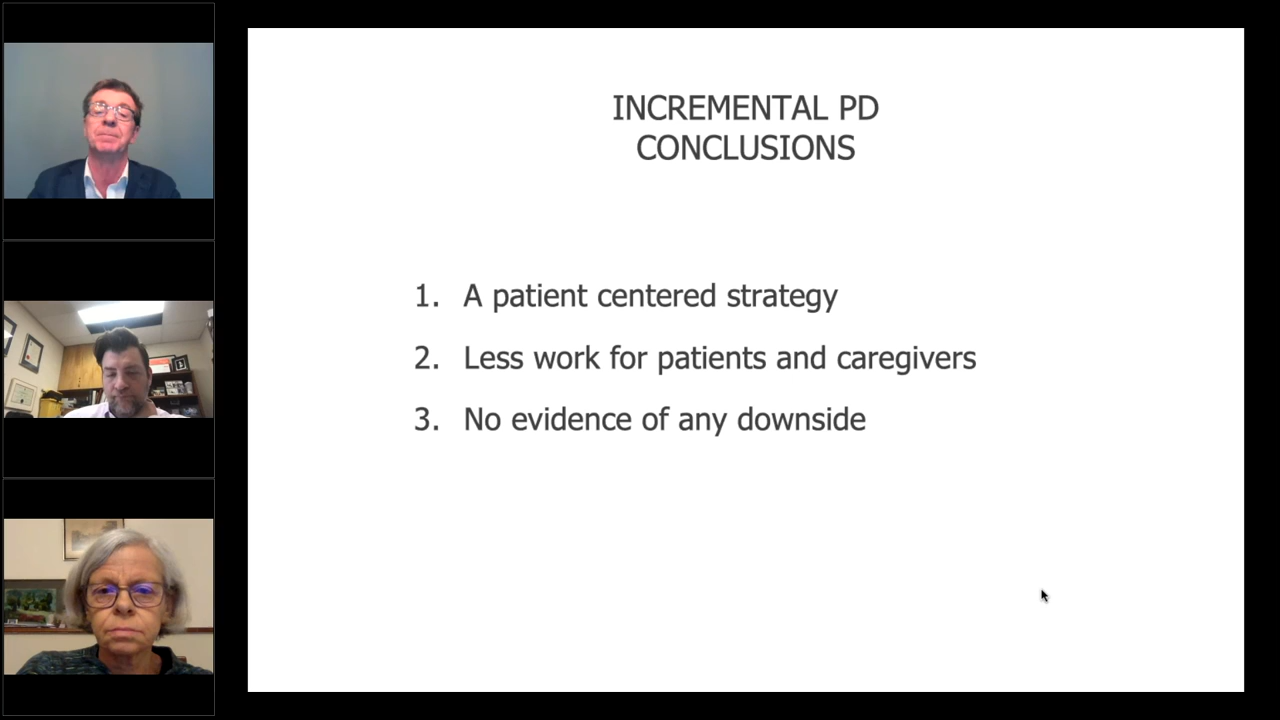 INCREMENTAL PD
CONCLUSIONS
1. A patient centered strategy
2. Less work for patients and caregivers
3. No evidence of any downside